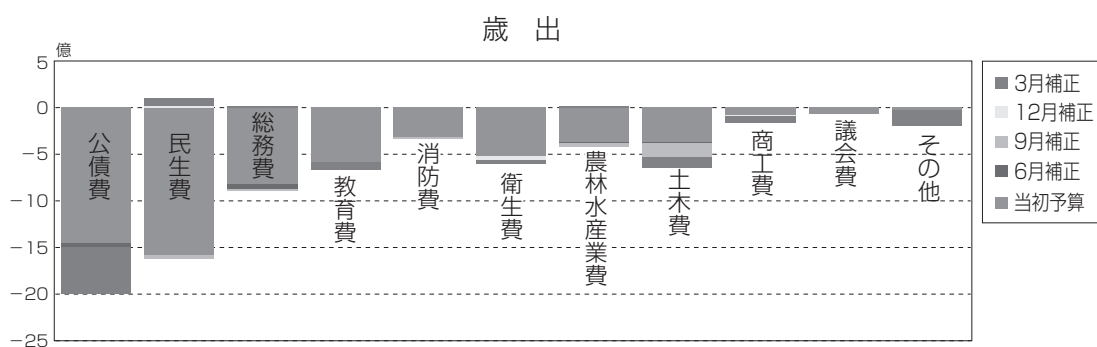 歳 出
億
5
0
−5
−10
−15
−20
−25
公債費
民生費
総務費
教育費
消防費
衛生費
農林水産業費
土木費
商工費
議会費
その他
3月補正
12月補正
9月補正
6月補正
当初予算